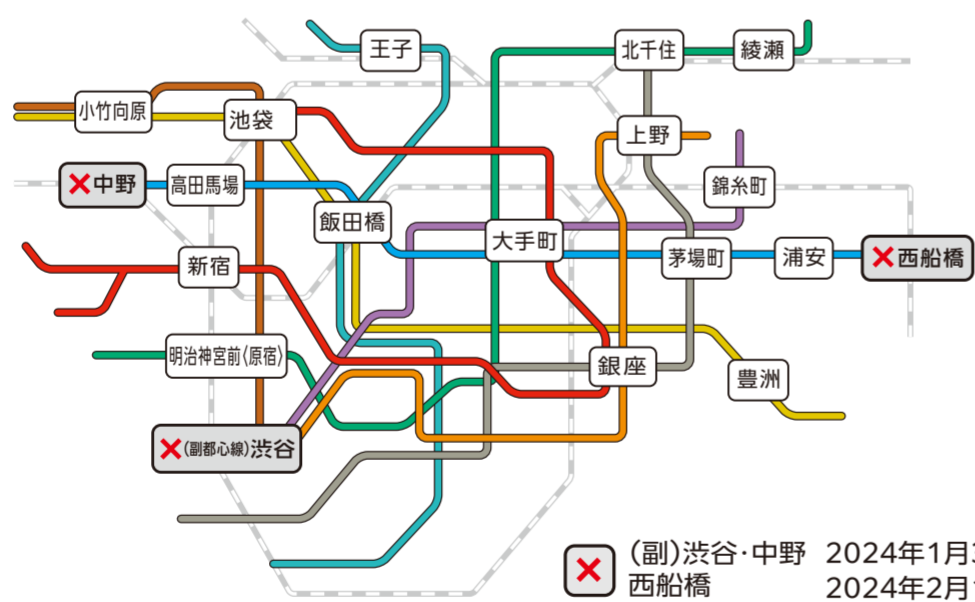 王子
北千住
綾瀬
小竹向原
池袋
上野
×中野
高田馬場
錦糸町
飯田橋
大手町
新宿
茅場町
浦安
×西船橋
明治神宮前〈原宿〉
銀座
豊洲
×(副都心線)渋谷
× (副)渋谷・中野 2024年1月
西船橋 2024年2月